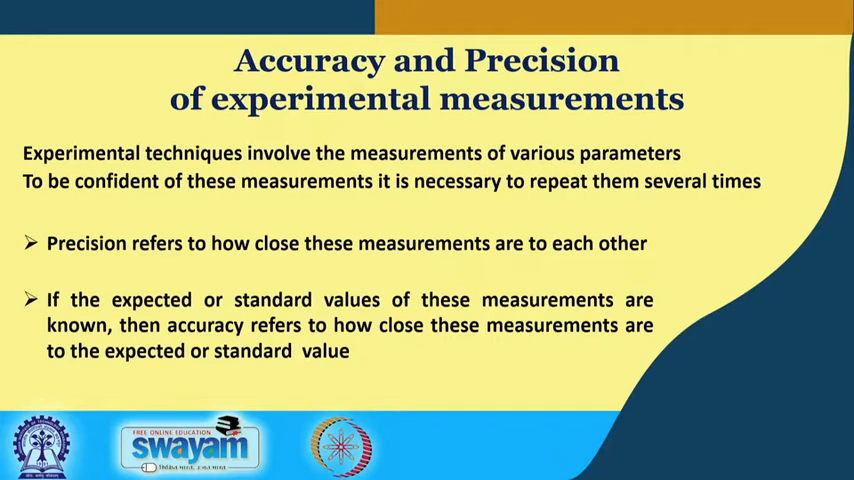 Accuracy and Precision
of experimental measurements
Experimental techniques involve the measurements of various parameters
To be confident of these measurements it is necessary to repeat them several times
Precision refers to how close these measurements are to each other
If the expected or standard values of these measurements are
known, then accuracy refers to how close these measurements are
to the expected or standard value
FREE ONLINE EDUCATION
swayam